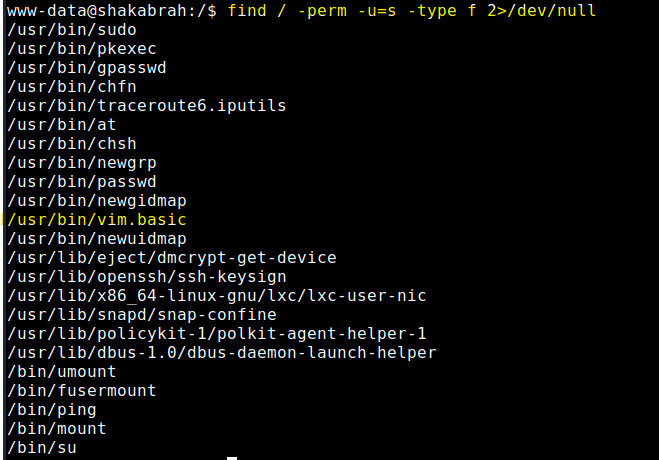 www-data@shakabrah:/$ find / -perm -u=s -type f 2>/dev/null
/usr/bin/sudo
/usr/bin/pkexec
/usr/bin/gpasswd
/usr/bin/chfn
/usr/bin/traceroute6.iputils
/usr/bin/at
/usr/bin/chsh
/usr/bin/newgrp
/usr/bin/passwd
/usr/bin/newgidmap
/usr/bin/vim.basic
/usr/bin/newuidmap
/usr/lib/eject/dmcrypt-get-device
/usr/lib/openssh/ssh-keysign
/usr/lib/x86_64-linux-gnu/lxc/lxc-user-nic
/usr/lib/snapd/snap-confine
/usr/lib/policykit-1/polkit-agent-helper-1
/usr/lib/dbus-1.0/dbus-daemon-launch-helper
/bin/umount
/bin/fusermount
/bin/ping
/bin/mount
/bin/su